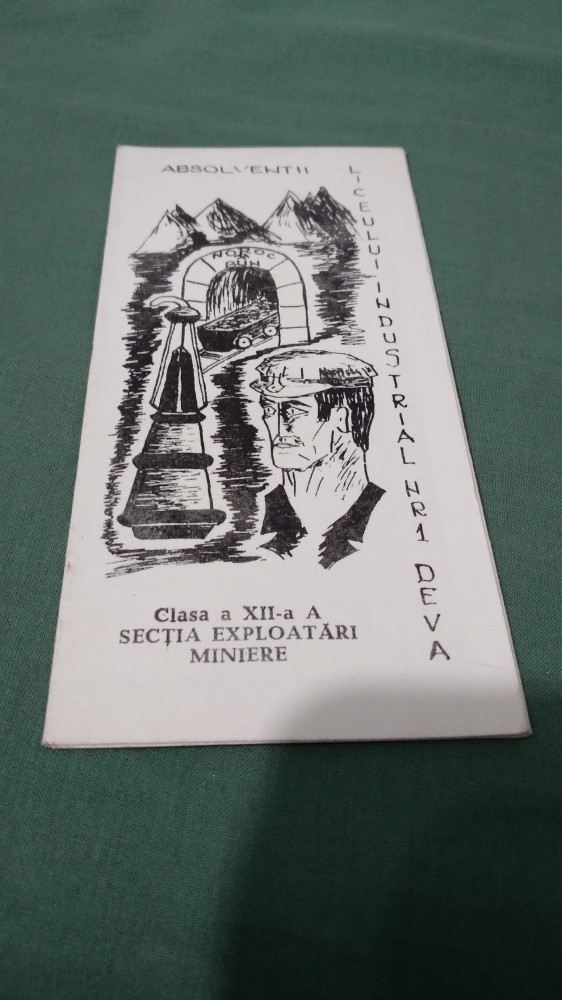 ABSOLVENTII
LICEULUI INDUSTRIAL NR 1 DEVA
NOROC
BUN
Clasa a XII-a A
SECȚIA EXPLOATĂRI
MINIERE